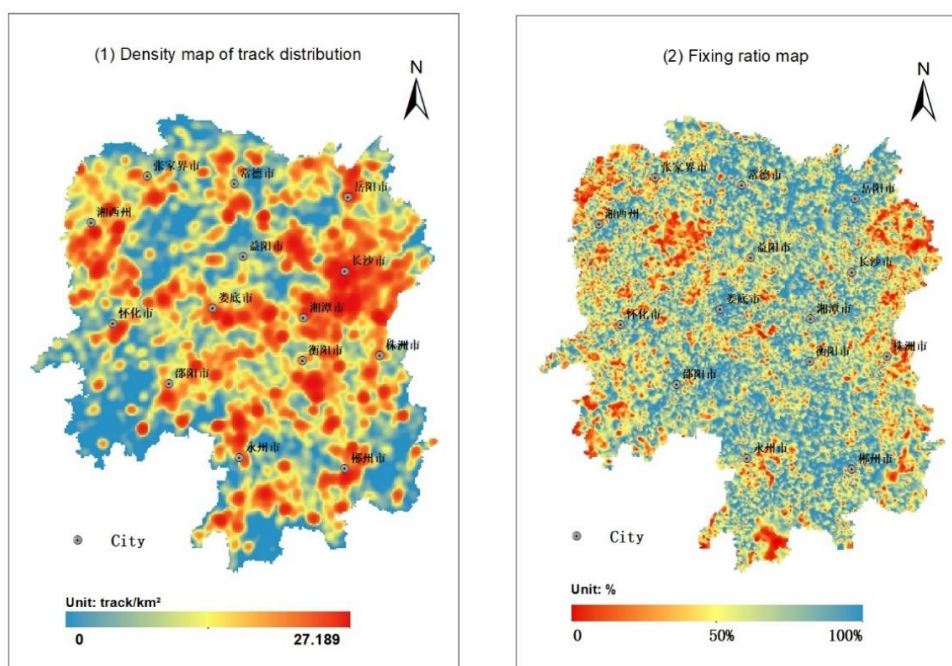 (1) Density map of track distribution
N
张家界市
常德市
岳阳市
湘西州
益阳市
长沙市
娄底市
怀化市
湘潭市
株洲市
衡阳市
邵阳市
永州市
郴州市
City
Unit: track/km²
0
27.189
(2) Fixing ratio map
N
张家界市
常德市
岳阳市
湘西州
益阳市
长沙市
娄底市
怀化市
湘潭市
株洲市
衡阳市
邵阳市
永州市
郴州市
City
Unit: %
0 50% 100%